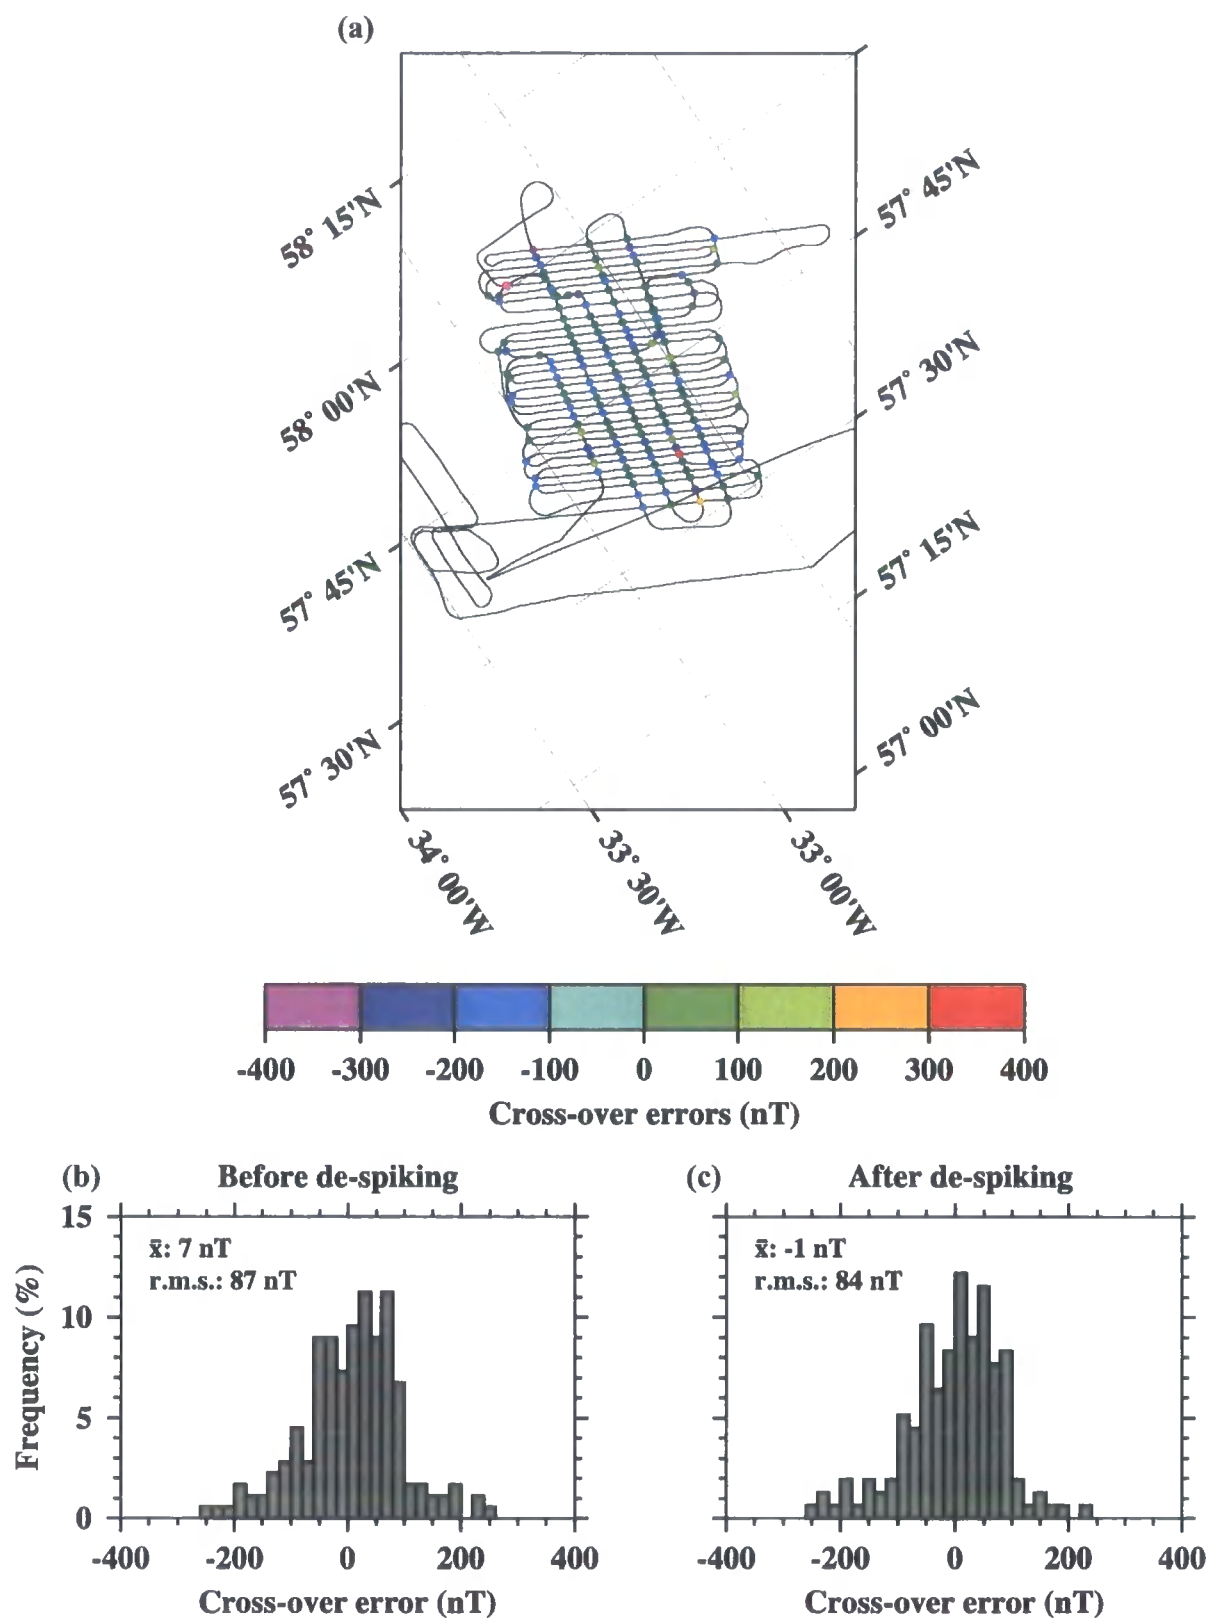 (a)
58° 15'N
58° 00'N
57° 45'N
57° 30'N
57° 45'N
57° 30'N
57° 15'N
57° 00'N
34° 00'W
33° 30'W
33° 00'W
-400 -300 -200 -100 0 100 200 300 400
Cross-over errors (nT)
(b) Before de-spiking
15
10
5
0
Frequency (%)
x̄: 7 nT
r.m.s.: 87 nT
-400 -200 0 200 400
Cross-over error (nT)
(c) After de-spiking
x̄: -1 nT
r.m.s.: 84 nT
-400 -200 0 200 400
Cross-over error (nT)